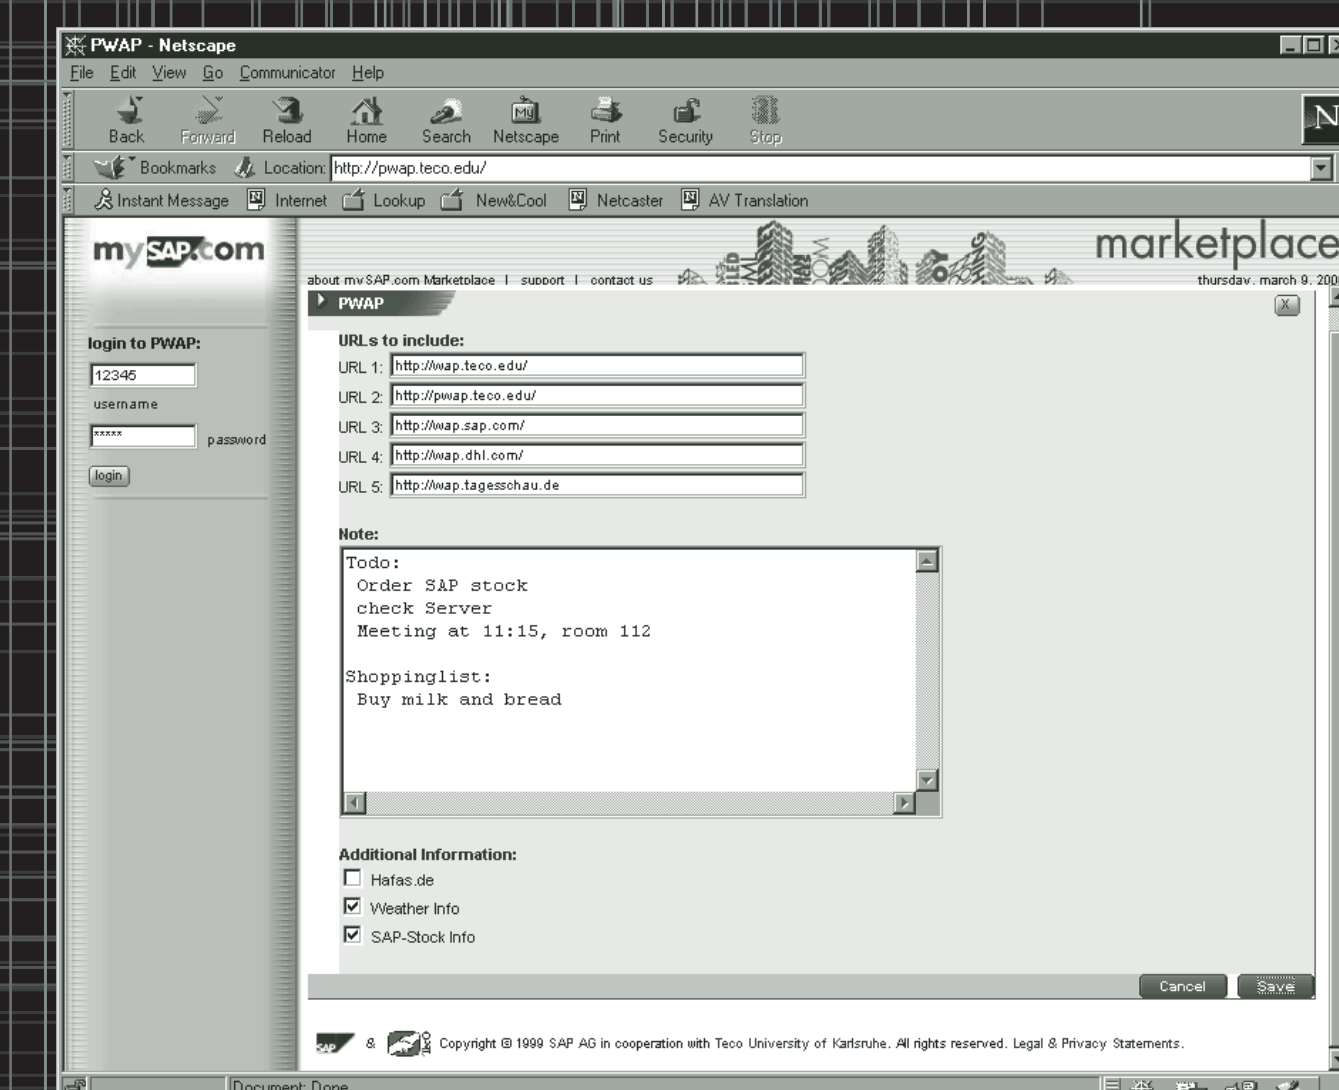 PWAP - Netscape
File Edit View Go Communicator Help
Back Forward Reload Home Search Netscape Print Security Stop
N
Bookmarks Location: http://pwap.teco.edu/
Instant Message Internet Lookup New&Cool Netcaster AV Translation
mySAP.com
marketplace
about mySAP.com Marketplace | support | contact us
thursday, march 9, 200
PWAP
X
login to PWAP:
12345
username
***** password
login
URLs to include:
URL 1: http://wap.teco.edu/
URL 2: http://pwap.teco.edu/
URL 3: http://wap.sap.com/
URL 4: http://wap.dhl.com/
URL 5: http://wap.tagesschau.de
Note:
Todo:
Order SAP stock
check Server
Meeting at 11:15, room 112
Shoppinglist:
Buy milk and bread
Additional Information:
Hafas.de
Weather Info
SAP-Stock Info
Cancel Save
SAP & Copyright © 1999 SAP AG in cooperation with Teco University of Karlsruhe. All rights reserved. Legal & Privacy Statements.
Document: Done